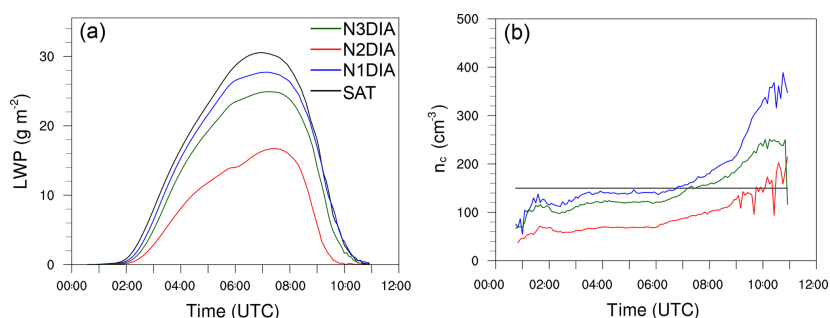 (a)
N3DIA
N2DIA
N1DIA
SAT
LWP (g m⁻²)
30
20
10
0
00:00 02:00 04:00 06:00 08:00 10:00 12:00
Time (UTC)
(b)
n_c (cm⁻³)
500
400
300
200
100
0
00:00 02:00 04:00 06:00 08:00 10:00 12:00
Time (UTC)